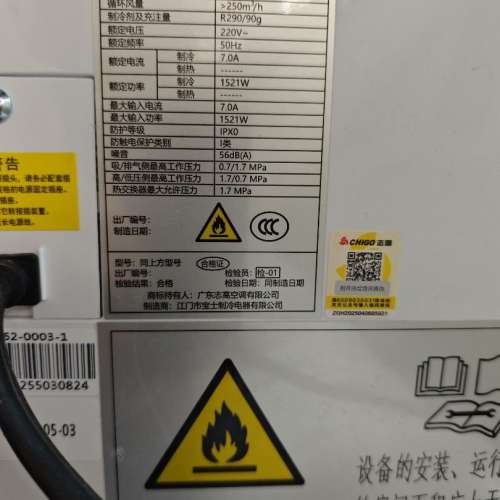 循环风量 >250m³/h
制冷剂及充注量 R290/90g
额定电压 220V~
额定频率 50Hz
额定电流 制冷 7.0A
制热 ------
额定功率 制冷 1521W
制热 ------
最大输入电流 7.0A
最大输入功率 1521W
防护等级 IPX0
防触电保护类别 I类
噪音 56dB(A)
吸/排气侧最高工作压力 0.7/1.7 MPa
高/低压侧最高工作压力 1.7/0.7 MPa
热交换器最大允许压力 1.7 MPa
出厂编号:
制造日期:
CCC
型号: 同上方型号 合格证
出厂编号: 检验员: 检-01
检验结果: 合格 检验日期: 同制造日期
商标持有人: 广东志高空调有限公司
制造商: 江门市宝士制冷电器有限公司
警告
CHIGO 志高
ZGH2025040885921
62-0003-1
255030824
05-03
设备的安装、运行